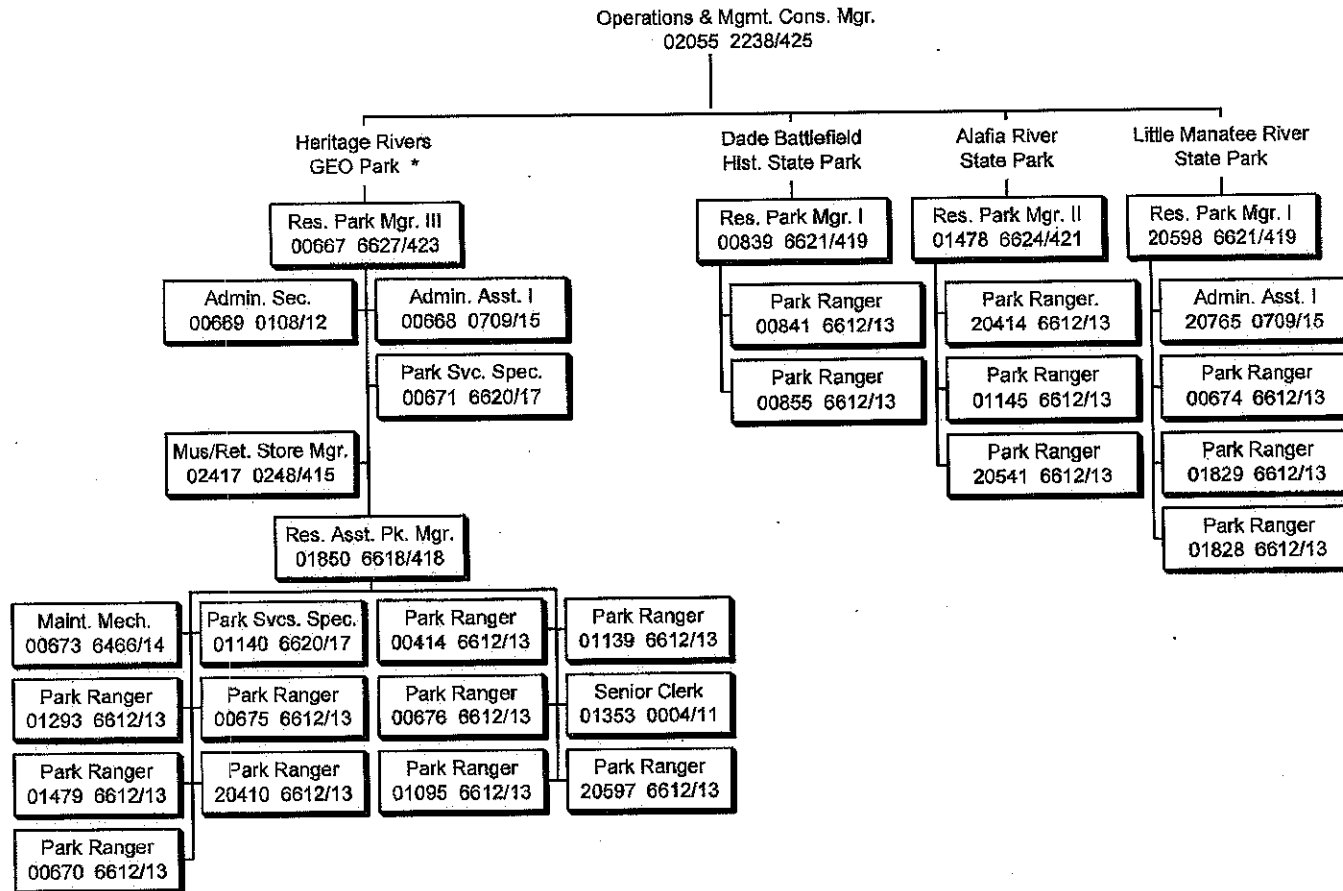 Operations & Mgmt. Cons. Mgr.
02055 2238/425
Heritage Rivers
GEO Park *
Dade Battlefield
Hist. State Park
Alafia River
State Park
Little Manatee River
State Park
Res. Park Mgr. III
00667 6627/423
Res. Park Mgr. I
00839 6621/419
Res. Park Mgr. II
01478 6624/421
Res. Park Mgr. I
20598 6621/419
Admin. Sec.
00669 0108/12
Admin. Asst. I
00668 0709/15
Park Svc. Spec.
00671 6620/17
Mus/Ret. Store Mgr.
02417 0248/415
Res. Asst. Pk. Mgr.
01850 6618/418
Park Ranger
00841 6612/13
Park Ranger
00855 6612/13
Park Ranger.
20414 6612/13
Park Ranger
01145 6612/13
Park Ranger
20541 6612/13
Admin. Asst. I
20765 0709/15
Park Ranger
00674 6612/13
Park Ranger
01829 6612/13
Park Ranger
01828 6612/13
Maint. Mech.
00673 6466/14
Park Svcs. Spec.
01140 6620/17
Park Ranger
00414 6612/13
Park Ranger
01139 6612/13
Park Ranger
01293 6612/13
Park Ranger
00675 6612/13
Park Ranger
00676 6612/13
Senior Clerk
01353 0004/11
Park Ranger
01479 6612/13
Park Ranger
20410 6612/13
Park Ranger
01095 6612/13
Park Ranger
20597 6612/13
Park Ranger
00670 6612/13